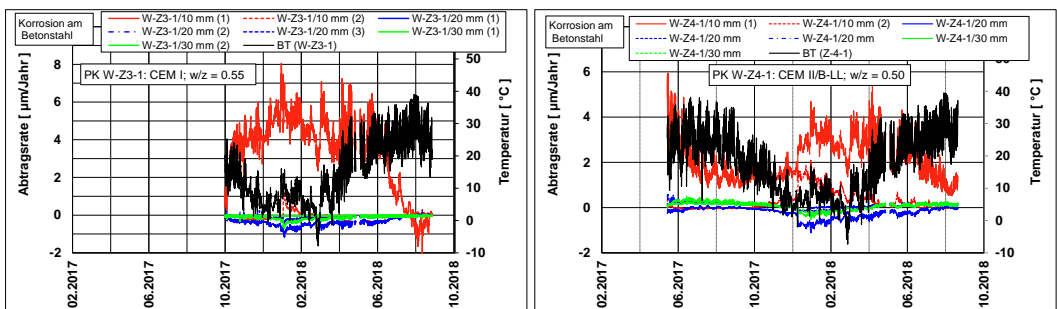 Korrosion am
Betonstahl
W-Z3-1/10 mm (1) W-Z3-1/10 mm (2) W-Z3-1/20 mm (1)
W-Z3-1/20 mm (2) W-Z3-1/20 mm (3) W-Z3-1/30 mm (1)
W-Z3-1/30 mm (2) BT (W-Z3-1)
PK W-Z3-1: CEM I; w/z = 0.55
Abtragsrate [ µm/Jahr ]
8
6
4
2
0
-2
Temperatur [ °C ]
50
40
30
20
10
0
-10
02.2017 06.2017 10.2017 02.2018 06.2018 10.2018
Korrosion am
Betonstahl
W-Z4-1/10 mm (1) W-Z4-1/10 mm (2) W-Z4-1/20 mm
W-Z4-1/20 mm W-Z4-1/20 mm W-Z4-1/30 mm
W-Z4-1/30 mm BT (Z-4-1)
PK W-Z4-1: CEM II/B-LL; w/z = 0.50
Abtragsrate [ µm/Jahr ]
6
4
2
0
-2
Temperatur [ °C ]
50
40
30
20
10
0
-10
02.2017 06.2017 10.2017 02.2018 06.2018 10.2018